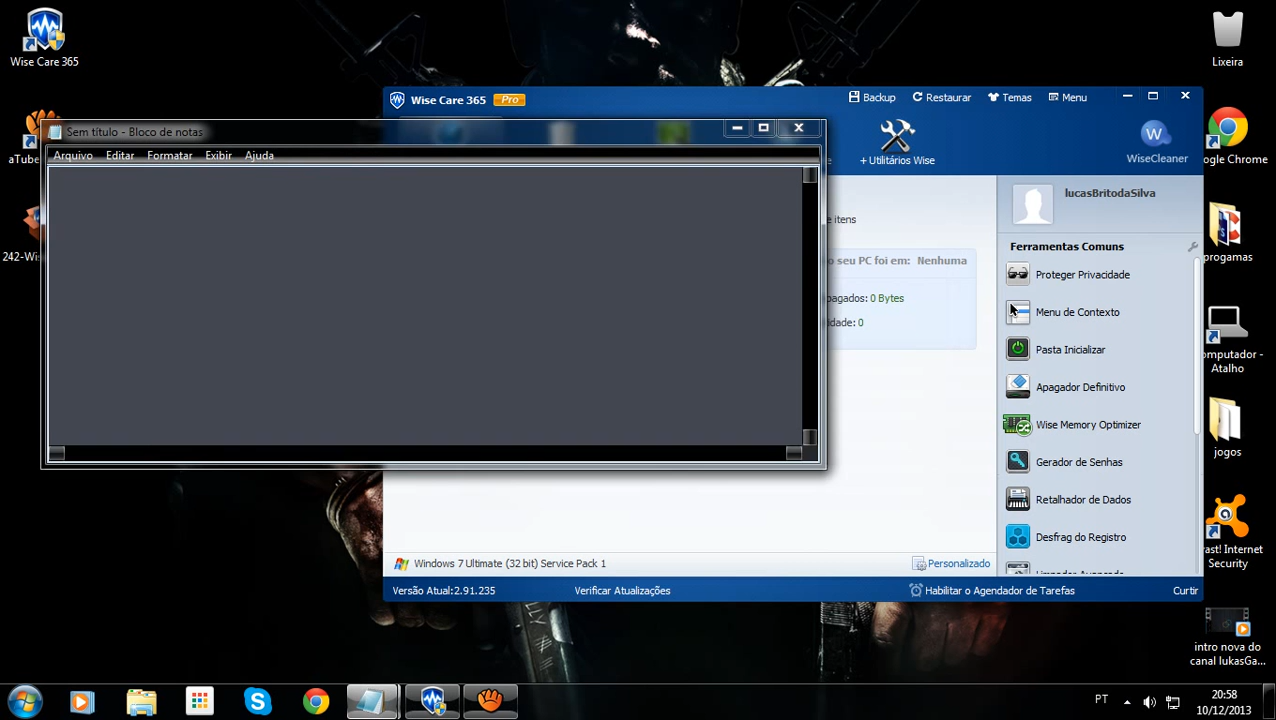 Wise Care 365
aTube
242-Wis
Sem título - Bloco de notas
Arquivo Editar Formatar Exibir Ajuda
Wise Care 365 Pro
Backup Restaurar Temas Menu
+ Utilitários Wise
WiseCleaner
e itens
o seu PC foi em: Nenhuma
pagados: 0 Bytes
idade: 0
lucasBritodaSilva
Ferramentas Comuns
Proteger Privacidade
Menu de Contexto
Pasta Inicializar
Apagador Definitivo
Wise Memory Optimizer
Gerador de Senhas
Retalhador de Dados
Desfrag do Registro
Limpador Avançado
Windows 7 Ultimate (32 bit) Service Pack 1
Personalizado
Versão Atual:2.91.235
Verificar Atualizações
Habilitar o Agendador de Tarefas
Curtir
Lixeira
ogle Chrome
progamas
omputador -
Atalho
jogos
rast! Internet
Security
intro nova do
canal lukasGa...
PT
20:58
10/12/2013